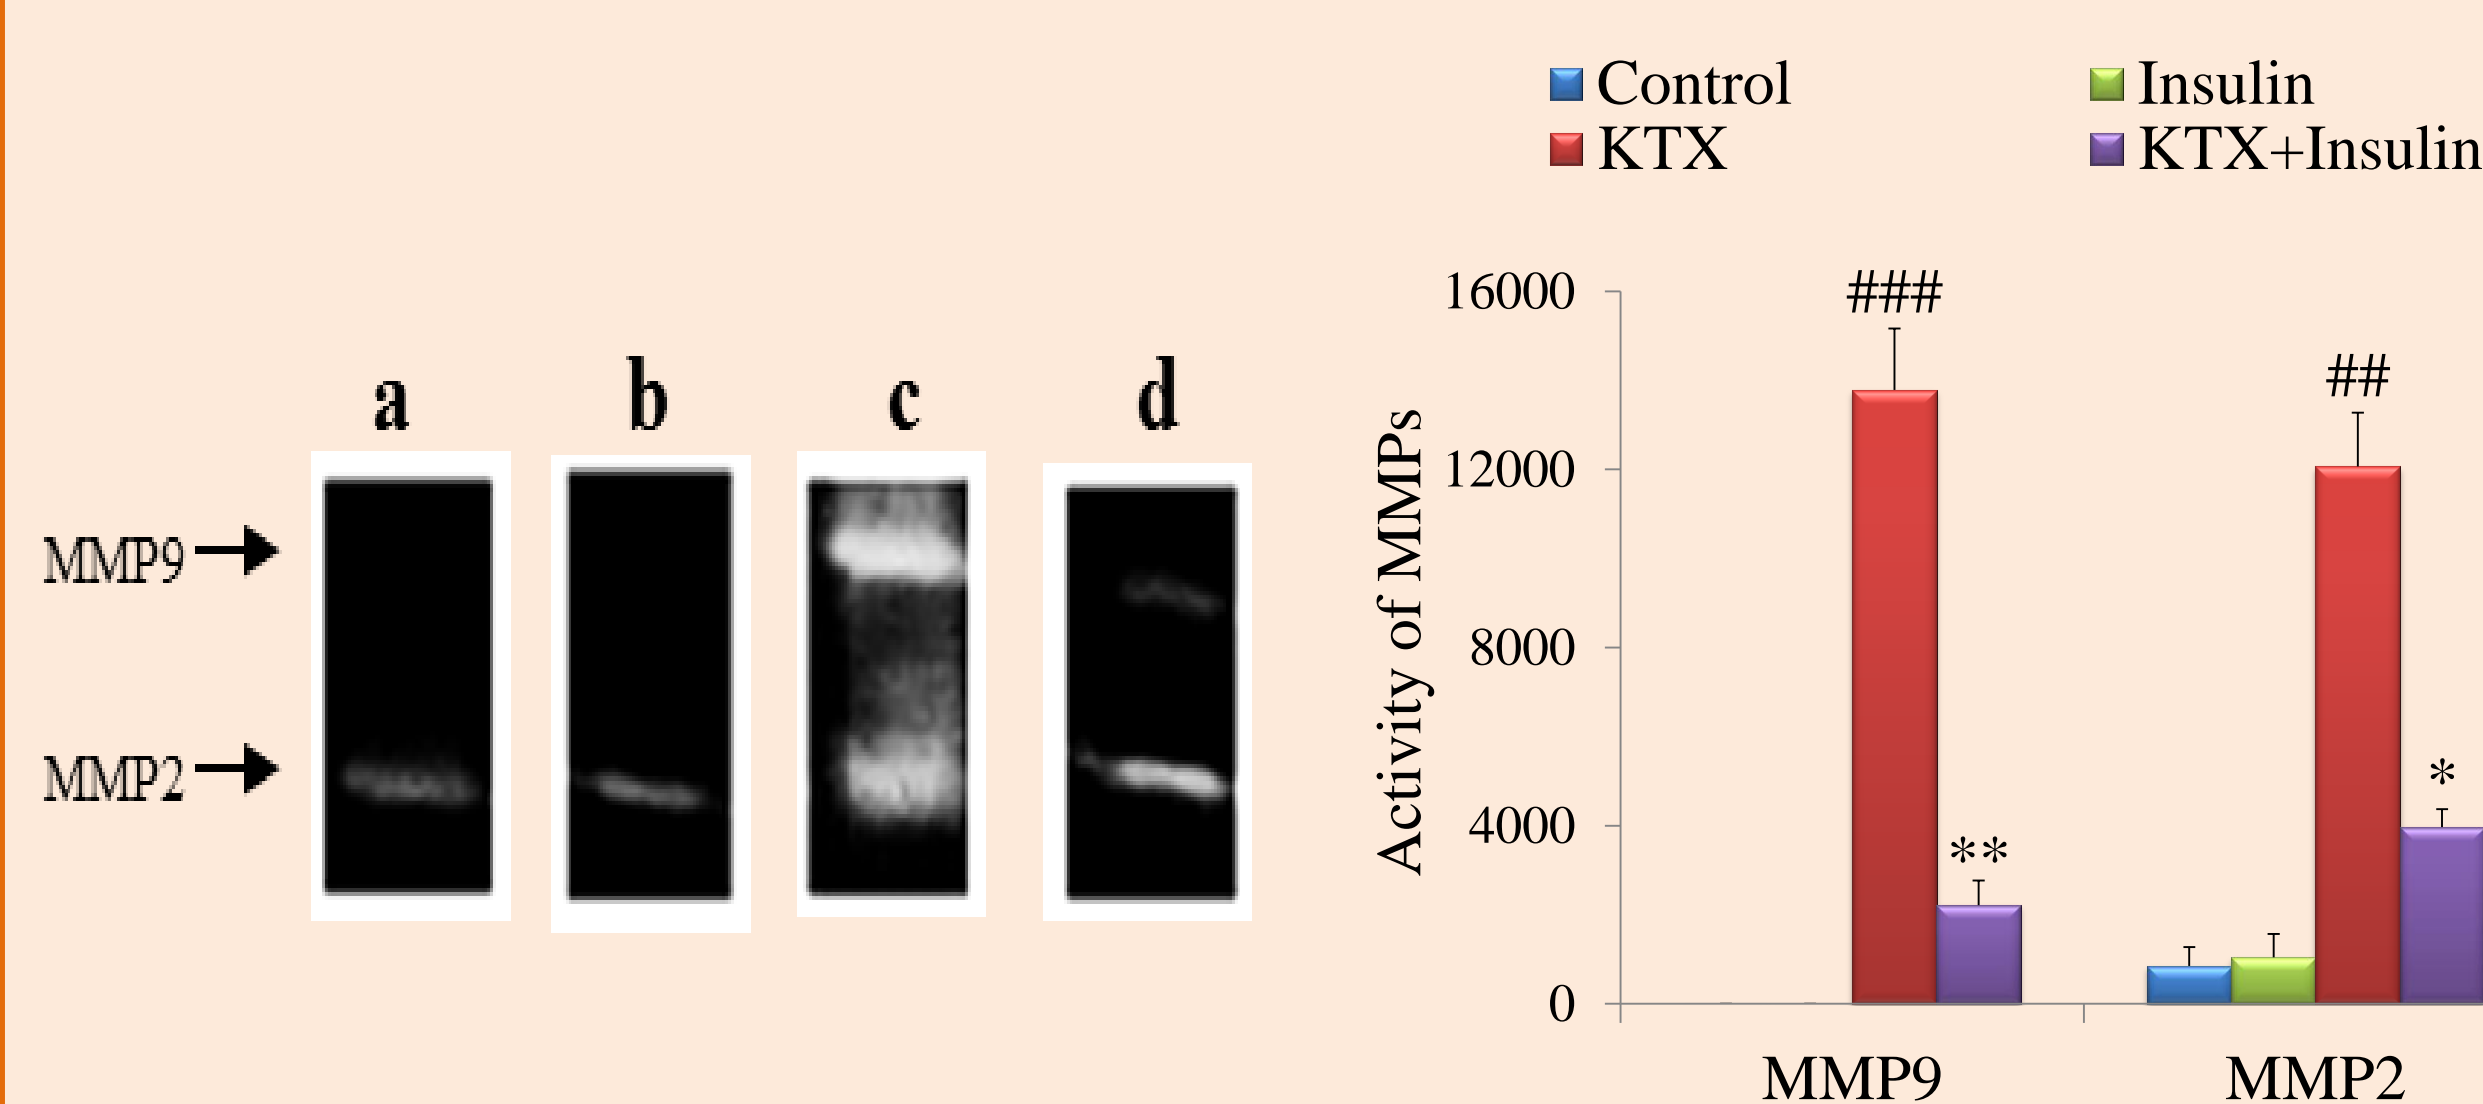 a b c d
MMP9
MMP2
Control Insulin
KTX KTX+Insulin
Activity of MMPs
16000
12000
8000
4000
0
###
**
##
*
MMP9 MMP2